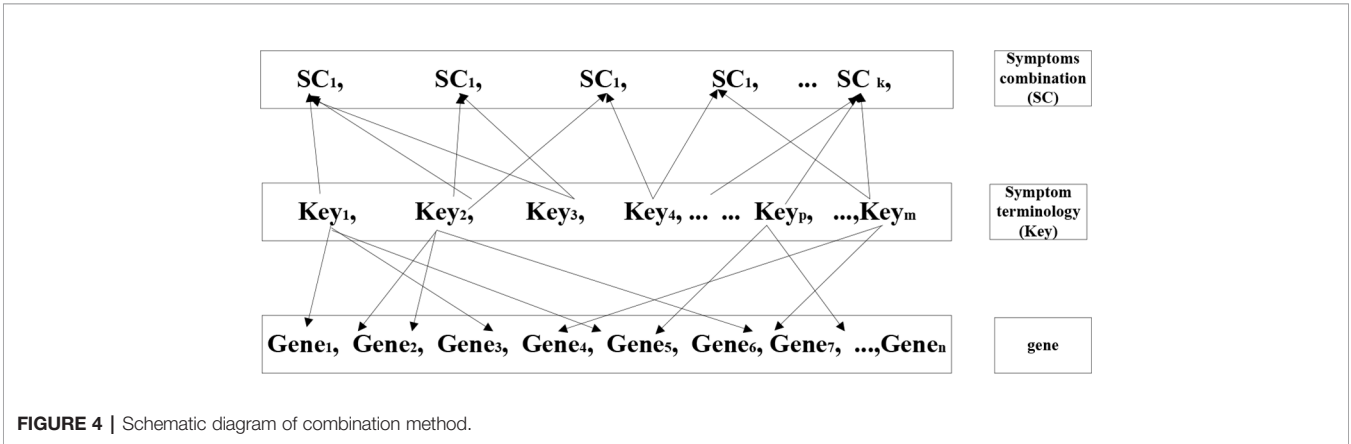 SC₁, SC₁, SC₁, SC₁, ... SC k,
Symptoms
combination
(SC)
Key₁, Key₂, Key₃, Key₄, ... ... Keyₚ, ...,Keyₘ
Symptom
terminology
(Key)
Gene₁, Gene₂, Gene₃, Gene₄, Gene₅, Gene₆, Gene₇, ...,Geneₙ
gene
FIGURE 4 | Schematic diagram of combination method.